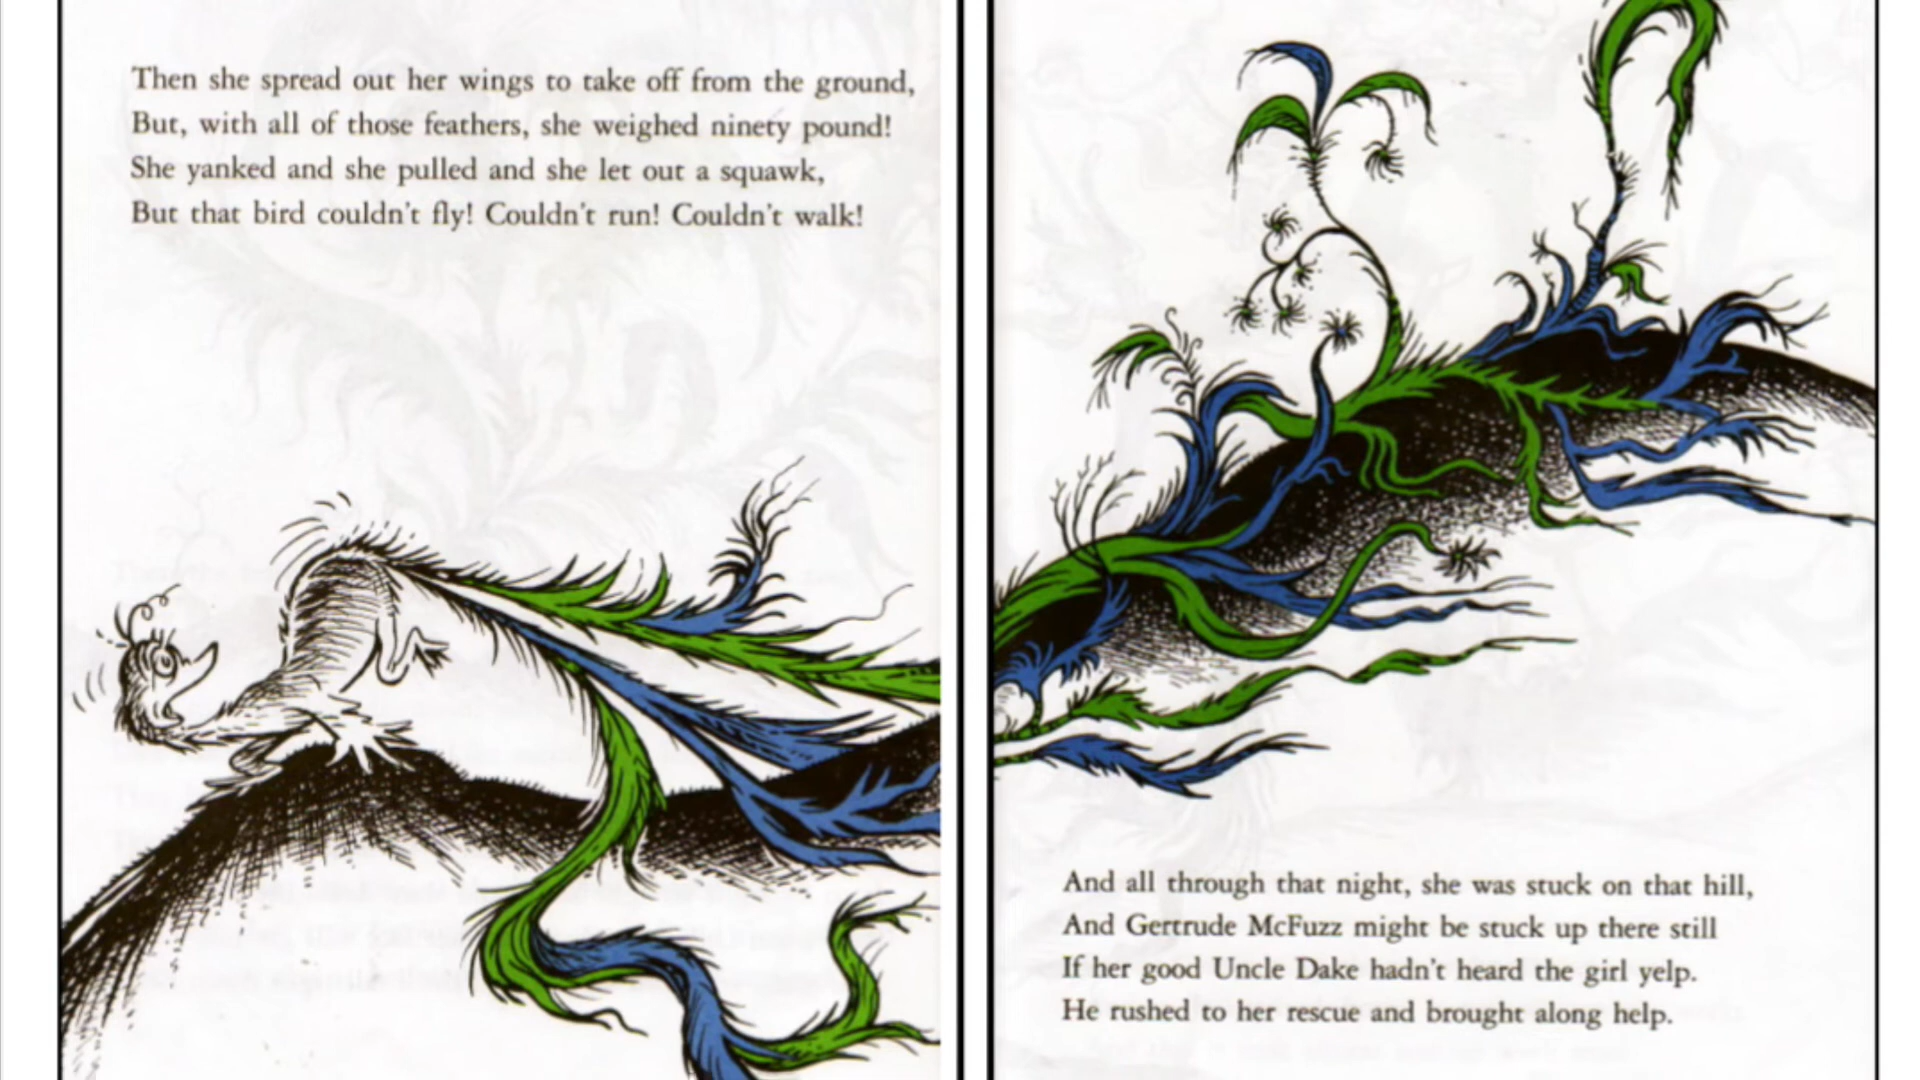 Then she spread out her wings to take off from the ground,
But, with all of those feathers, she weighed ninety pound!
She yanked and she pulled and she let out a squawk,
But that bird couldn't fly! Couldn't run! Couldn't walk!
And all through that night, she was stuck on that hill,
And Gertrude McFuzz might be stuck up there still
If her good Uncle Dake hadn't heard the girl yelp.
He rushed to her rescue and brought along help.